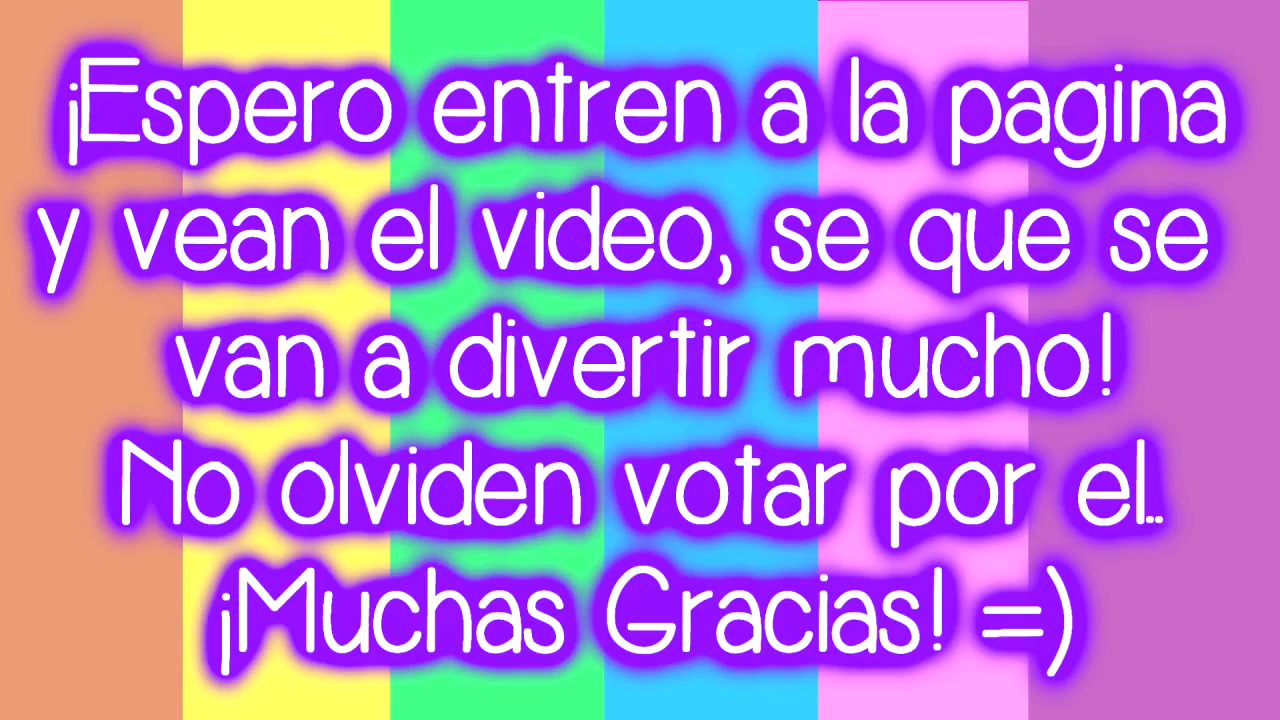 ¡Espero entren a la pagina
y vean el video, se que se
van a divertir mucho!
No olviden votar por el..
¡Muchas Gracias! =)